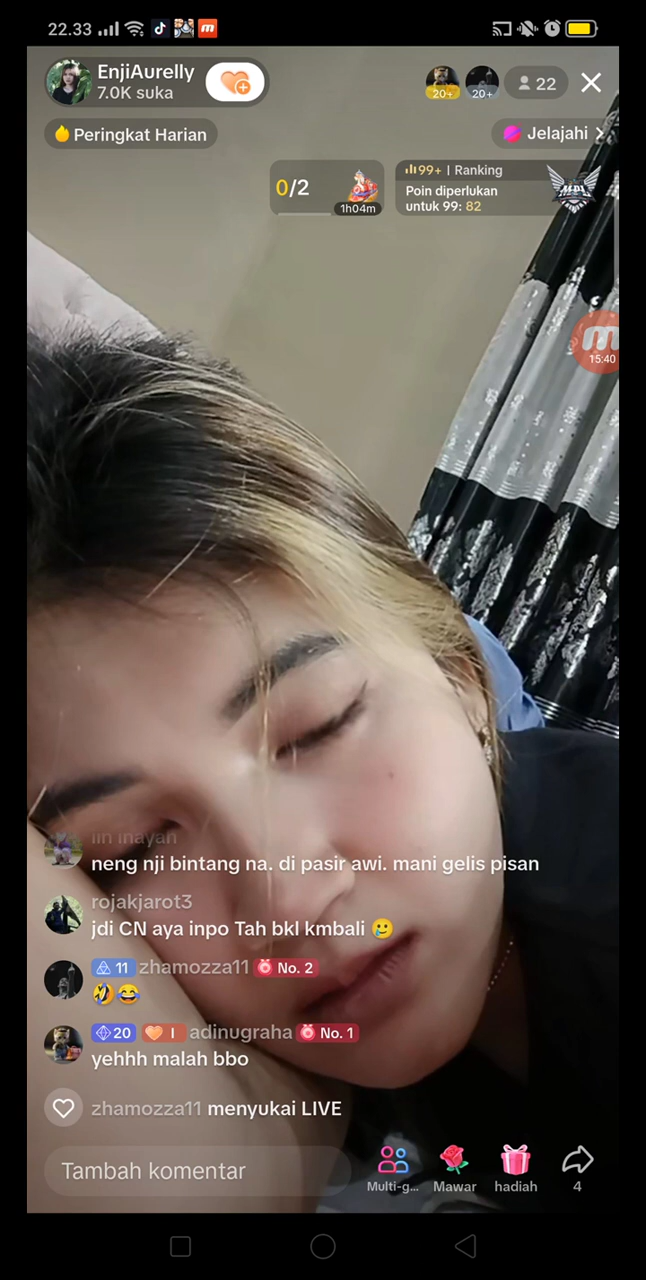 22.33
EnjiAurelly
7.0K suka
20+
20+
22
Peringkat Harian
Jelajahi
0/2
1h04m
99+ | Ranking
Poin diperlukan
untuk 99: 82
15:40
iin inayah
neng nji bintang na. di pasir awi. mani gelis pisan
rojakjarot3
jdi CN aya inpo Tah bkl kmbali
11 zhamozza11 No. 2
20 I adinugraha No. 1
yehhh malah bbo
zhamozza11 menyukai LIVE
Tambah komentar
Multi-g...
Mawar
hadiah
4